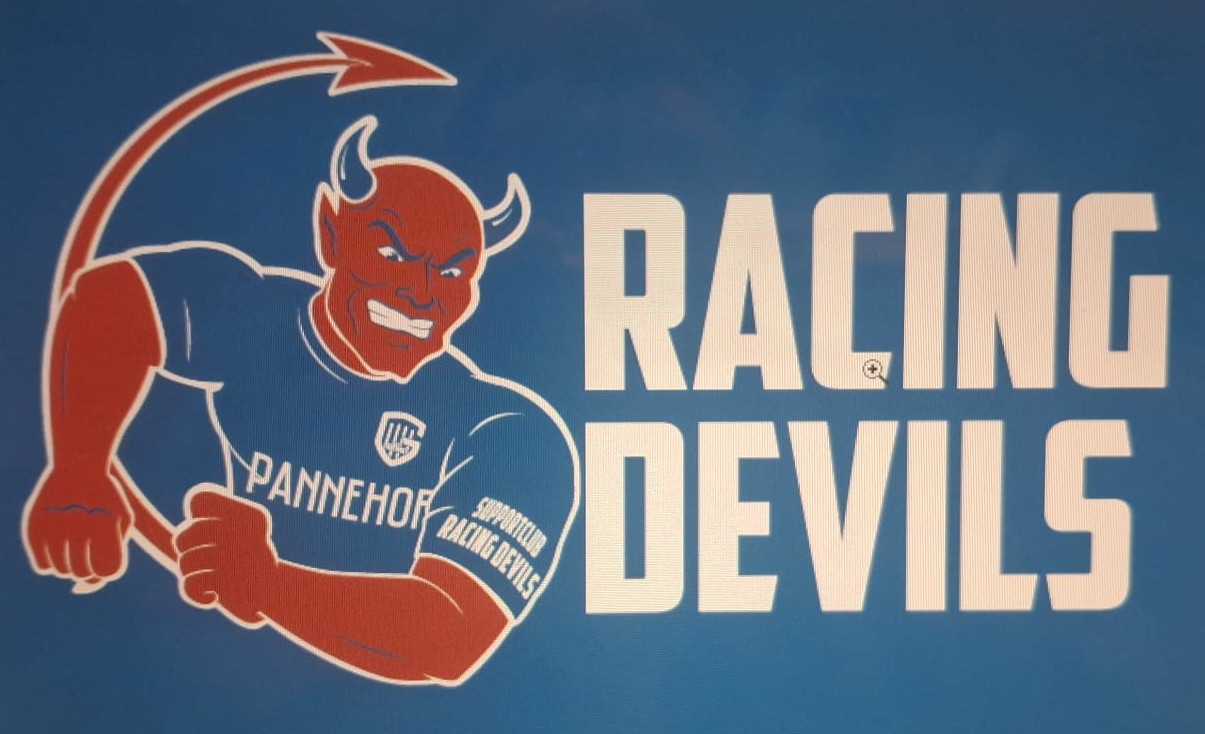 RACING
DEVILS
PANNEHOF
SUPPORTCLUB
RACING DEVILS